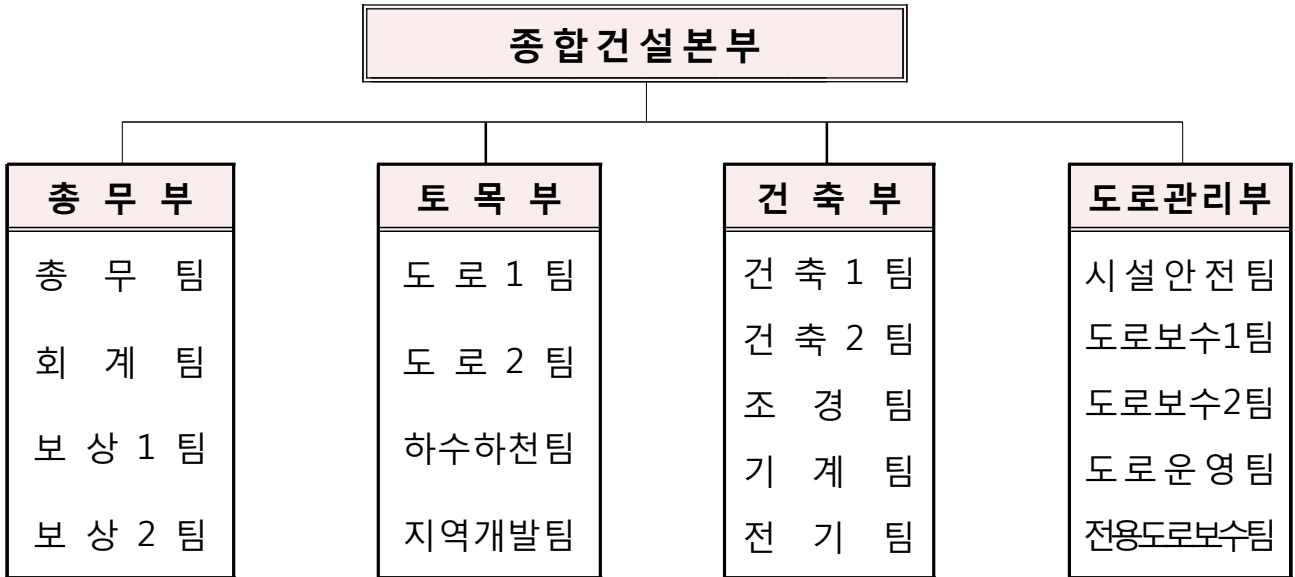 종합건설본부
총무부
총무팀
회계팀
보상1팀
보상2팀
토목부
도로1팀
도로2팀
하수하천팀
지역개발팀
건축부
건축1팀
건축2팀
조경팀
기계팀
전기팀
도로관리부
시설안전팀
도로보수1팀
도로보수2팀
도로운영팀
전용도로보수팀